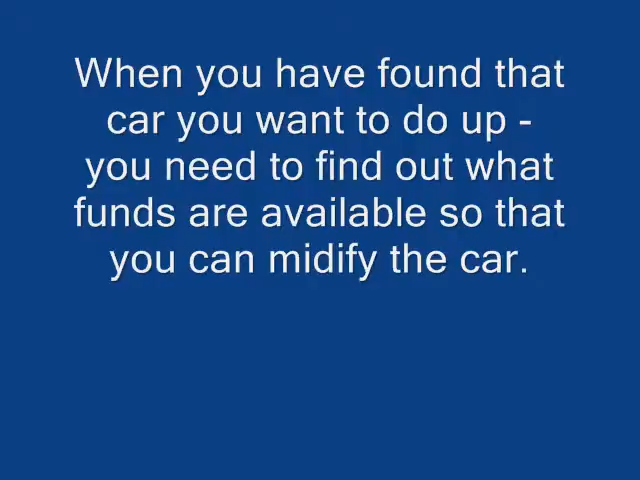 When you have found that
car you want to do up -
you need to find out what
funds are available so that
you can midify the car.